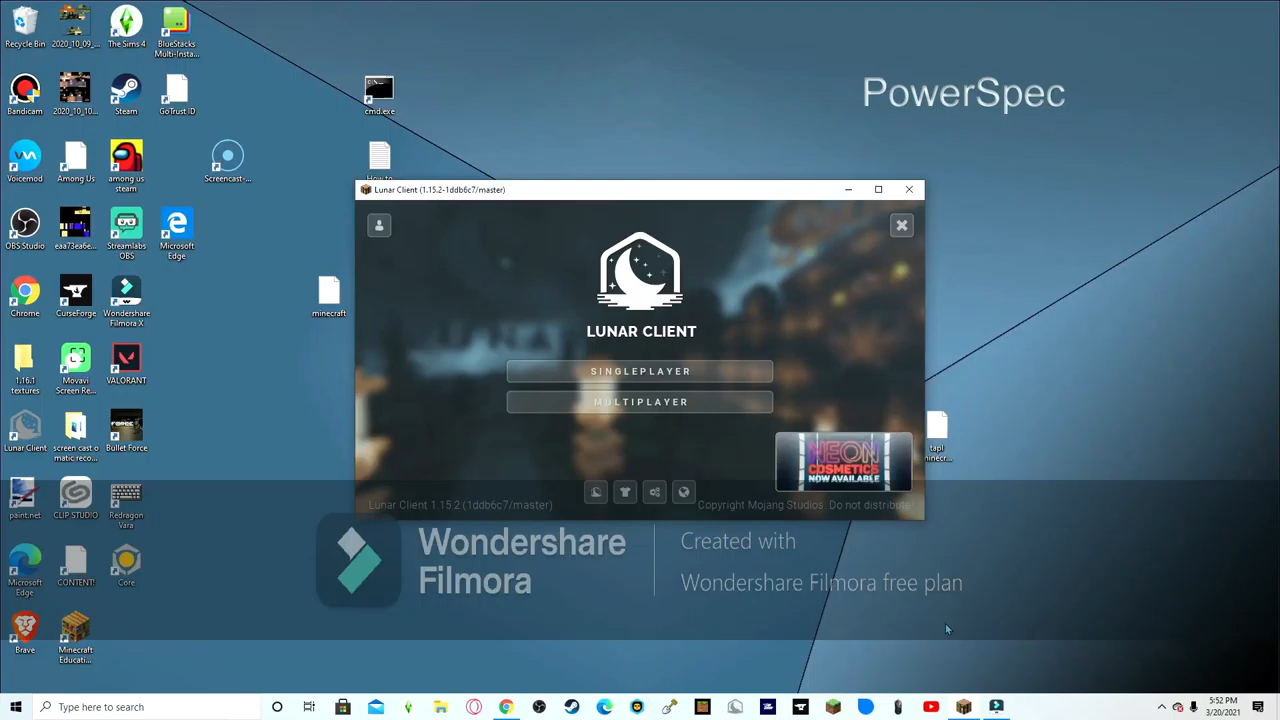 PowerSpec
Recycle Bin
2020_10_09_...
The Sims 4
BlueStacks
Multi-Insta...
Bandicam
2020_10_10...
Steam
GoTrust ID
cmd.exe
Voicemod
Among Us
among us
steam
Screencast-...
How to
OBS Studio
eaa73ea6e...
Streamlabs
OBS
Microsoft
Edge
Chrome
CurseForge
Wondershare
Filmora X
minecraft
1.16.1
textures
Movavi
Screen Re...
VALORANT
Lunar Client
screen cast o
matic reco...
Bullet Force
paint.net
CLIP STUDIO
Redragon
Vara
Microsoft
Edge
CONTENT!
Core
Brave
Minecraft
Educati...
Lunar Client (1.15.2-1ddb6c7/master)
LUNAR CLIENT
SINGLEPLAYER
MULTIPLAYER
NEON
COSMETICS
NOW AVAILABLE
Lunar Client 1.15.2 (1ddb6c7/master)
Copyright Mojang Studios. Do not distribute
tapl
minecr...
Wondershare
Filmora
Created with
Wondershare Filmora free plan
Type here to search
5:52 PM
3/20/2021